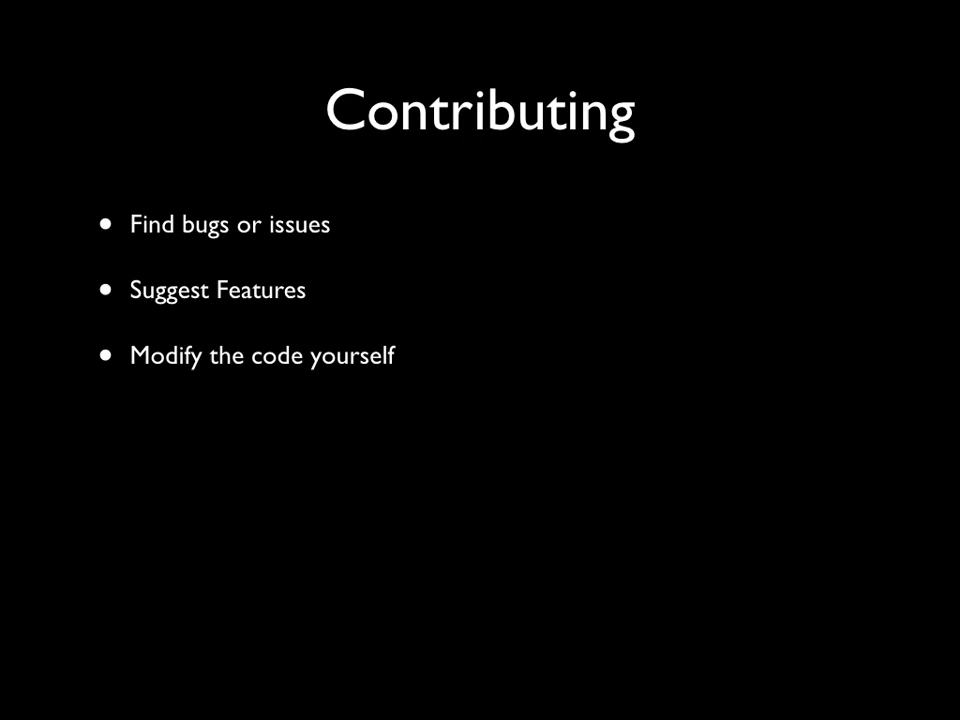 Contributing
• Find bugs or issues
• Suggest Features
• Modify the code yourself